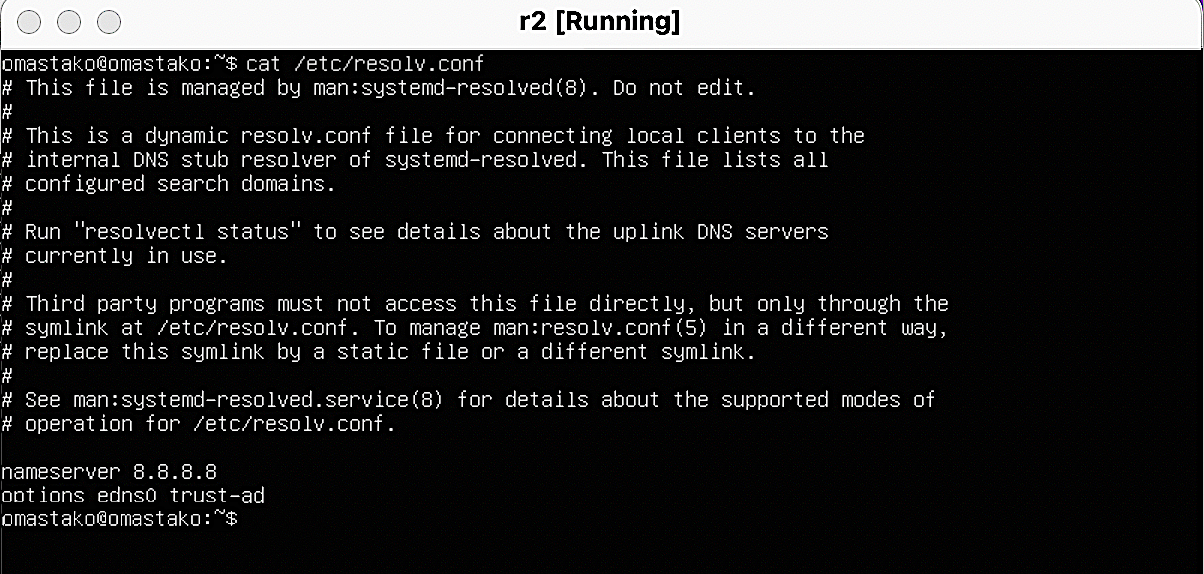 r2 [Running]
omastako@omastako:~$ cat /etc/resolv.conf
# This file is managed by man:systemd-resolved(8). Do not edit.
#
# This is a dynamic resolv.conf file for connecting local clients to the
# internal DNS stub resolver of systemd-resolved. This file lists all
# configured search domains.
#
# Run "resolvectl status" to see details about the uplink DNS servers
# currently in use.
#
# Third party programs must not access this file directly, but only through the
# symlink at /etc/resolv.conf. To manage man:resolv.conf(5) in a different way,
# replace this symlink by a static file or a different symlink.
#
# See man:systemd-resolved.service(8) for details about the supported modes of
# operation for /etc/resolv.conf.
nameserver 8.8.8.8
options edns0 trust-ad
omastako@omastako:~$